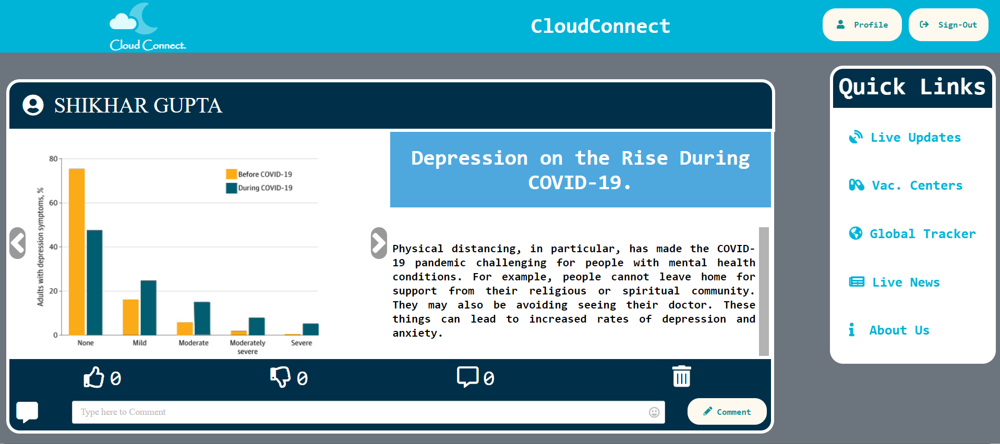 Cloud Connect.
CloudConnect
Profile
Sign-Out
SHIKHAR GUPTA
Adults with depression symptoms, %
80
60
40
20
0
Before COVID-19
During COVID-19
None
Mild
Moderate
Moderately
severe
Severe
Depression on the Rise During
COVID-19.
Physical distancing, in particular, has made the COVID-
19 pandemic challenging for people with mental health
conditions. For example, people cannot leave home for
support from their religious or spiritual community.
They may also be avoiding seeing their doctor. These
things can lead to increased rates of depression and
anxiety.
0
0
0
Type here to Comment
Comment
Quick Links
Live Updates
Vac. Centers
Global Tracker
Live News
About Us